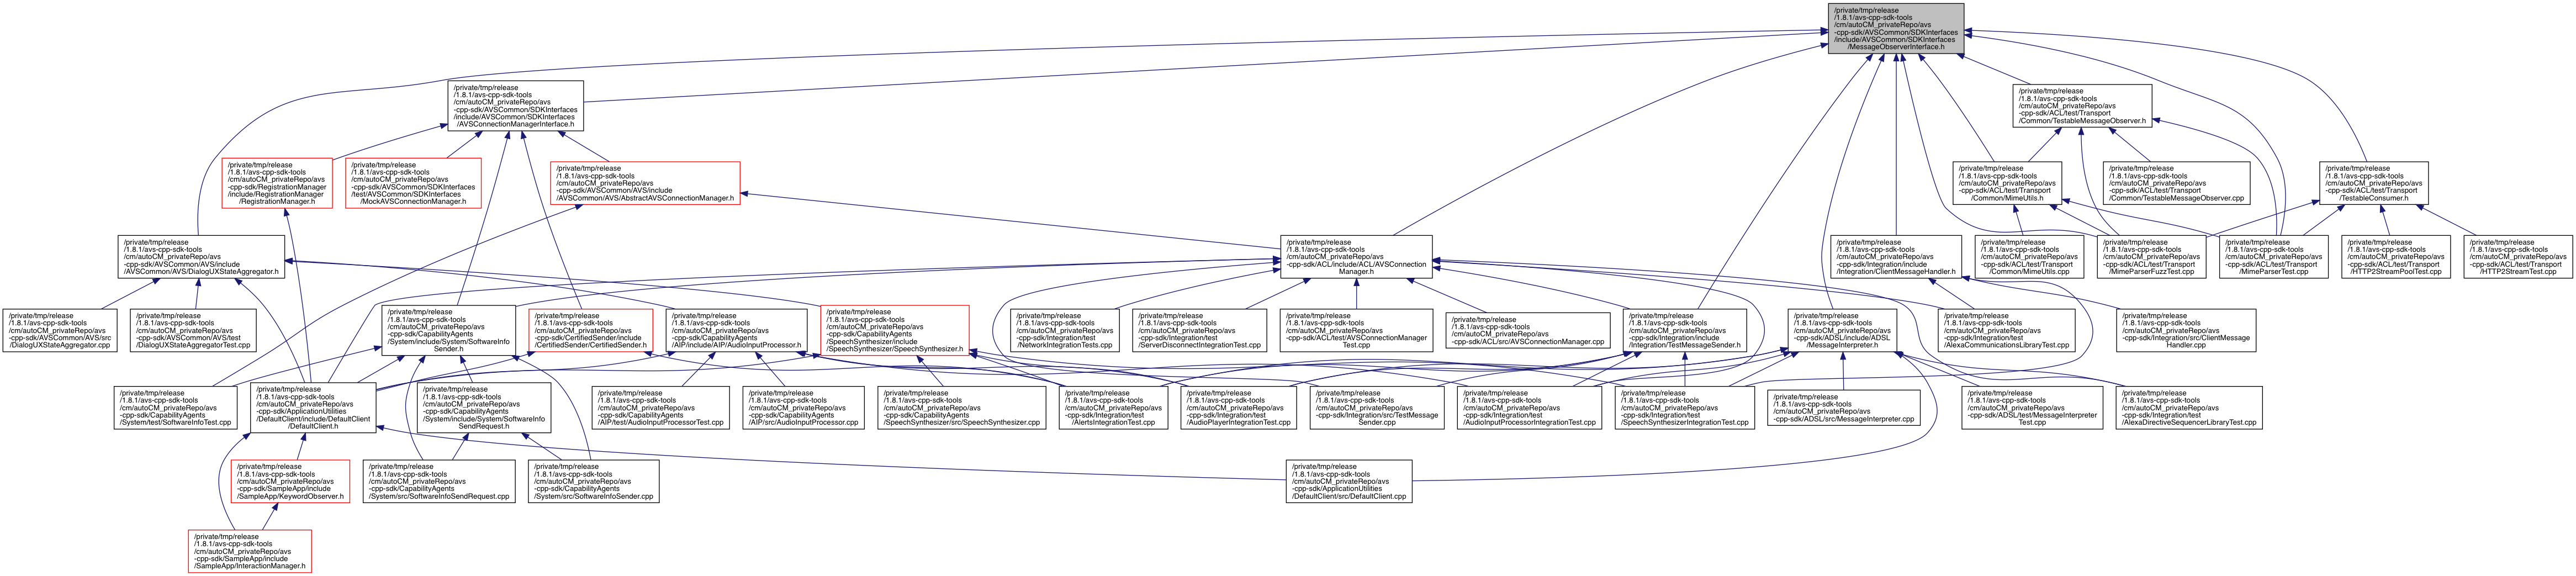 /private/tmp/release
/1.8.1/avs-cpp-sdk-tools
/cm/autoCM_privateRepo/avs
-cpp-sdk/AVSCommon/SDKInterfaces
/include/AVSCommon/SDKInterfaces
/MessageObserverInterface.h
/private/tmp/release
/1.8.1/avs-cpp-sdk-tools
/cm/autoCM_privateRepo/avs
-cpp-sdk/AVSCommon/SDKInterfaces
/include/AVSCommon/SDKInterfaces
/AVSConnectionManagerInterface.h
/private/tmp/release
/1.8.1/avs-cpp-sdk-tools
/cm/autoCM_privateRepo/avs
-cpp-sdk/ACL/test/Transport
/Common/TestableMessageObserver.h
/private/tmp/release
/1.8.1/avs-cpp-sdk-tools
/cm/autoCM_privateRepo/avs
-cpp-sdk/RegistrationManager
/include/RegistrationManager
/RegistrationManager.h
/private/tmp/release
/1.8.1/avs-cpp-sdk-tools
/cm/autoCM_privateRepo/avs
-cpp-sdk/AVSCommon/SDKInterfaces
/test/AVSCommon/SDKInterfaces
/MockAVSConnectionManager.h
/private/tmp/release
/1.8.1/avs-cpp-sdk-tools
/cm/autoCM_privateRepo/avs
-cpp-sdk/AVSCommon/AVS/include
/AVSCommon/AVS/AbstractAVSConnectionManager.h
/private/tmp/release
/1.8.1/avs-cpp-sdk-tools
/cm/autoCM_privateRepo/avs
-cpp-sdk/ACL/test/Transport
/Common/MimeUtils.h
/private/tmp/release
/1.8.1/avs-cpp-sdk-tools
/cm/autoCM_privateRepo/avs
-cpp-sdk/ACL/test/Transport
/Common/TestableMessageObserver.cpp
/private/tmp/release
/1.8.1/avs-cpp-sdk-tools
/cm/autoCM_privateRepo/avs
-cpp-sdk/ACL/test/Transport
/TestableConsumer.h
/private/tmp/release
/1.8.1/avs-cpp-sdk-tools
/cm/autoCM_privateRepo/avs
-cpp-sdk/AVSCommon/AVS/include
/AVSCommon/AVS/DialogUXStateAggregator.h
/private/tmp/release
/1.8.1/avs-cpp-sdk-tools
/cm/autoCM_privateRepo/avs
-cpp-sdk/ACL/include/ACL/AVSConnection
Manager.h
/private/tmp/release
/1.8.1/avs-cpp-sdk-tools
/cm/autoCM_privateRepo/avs
-cpp-sdk/Integration/include
/Integration/ClientMessageHandler.h
/private/tmp/release
/1.8.1/avs-cpp-sdk-tools
/cm/autoCM_privateRepo/avs
-cpp-sdk/ACL/test/Transport
/Common/MimeUtils.cpp
/private/tmp/release
/1.8.1/avs-cpp-sdk-tools
/cm/autoCM_privateRepo/avs
-cpp-sdk/ACL/test/Transport
/MimeParserFuzzTest.cpp
/private/tmp/release
/1.8.1/avs-cpp-sdk-tools
/cm/autoCM_privateRepo/avs
-cpp-sdk/ACL/test/Transport
/MimeParserTest.cpp
/private/tmp/release
/1.8.1/avs-cpp-sdk-tools
/cm/autoCM_privateRepo/avs
-cpp-sdk/ACL/test/Transport
/HTTP2StreamPoolTest.cpp
/private/tmp/release
/1.8.1/avs-cpp-sdk-tools
/cm/autoCM_privateRepo/avs
-cpp-sdk/ACL/test/Transport
/HTTP2StreamTest.cpp
/private/tmp/release
/1.8.1/avs-cpp-sdk-tools
/cm/autoCM_privateRepo/avs
-cpp-sdk/AVSCommon/AVS/src
/DialogUXStateAggregator.cpp
/private/tmp/release
/1.8.1/avs-cpp-sdk-tools
/cm/autoCM_privateRepo/avs
-cpp-sdk/AVSCommon/AVS/test
/DialogUXStateAggregatorTest.cpp
/private/tmp/release
/1.8.1/avs-cpp-sdk-tools
/cm/autoCM_privateRepo/avs
-cpp-sdk/CapabilityAgents
/System/include/System/SoftwareInfo
Sender.h
/private/tmp/release
/1.8.1/avs-cpp-sdk-tools
/cm/autoCM_privateRepo/avs
-cpp-sdk/CertifiedSender/include
/CertifiedSender/CertifiedSender.h
/private/tmp/release
/1.8.1/avs-cpp-sdk-tools
/cm/autoCM_privateRepo/avs
-cpp-sdk/CapabilityAgents
/AIP/include/AIP/AudioInputProcessor.h
/private/tmp/release
/1.8.1/avs-cpp-sdk-tools
/cm/autoCM_privateRepo/avs
-cpp-sdk/CapabilityAgents
/SpeechSynthesizer/include
/SpeechSynthesizer/SpeechSynthesizer.h
/private/tmp/release
/1.8.1/avs-cpp-sdk-tools
/cm/autoCM_privateRepo/avs
-cpp-sdk/Integration/test
/NetworkIntegrationTests.cpp
/private/tmp/release
/1.8.1/avs-cpp-sdk-tools
/cm/autoCM_privateRepo/avs
-cpp-sdk/Integration/test
/ServerDisconnectIntegrationTest.cpp
/private/tmp/release
/1.8.1/avs-cpp-sdk-tools
/cm/autoCM_privateRepo/avs
-cpp-sdk/ACL/test/AVSConnectionManager
Test.cpp
/private/tmp/release
/1.8.1/avs-cpp-sdk-tools
/cm/autoCM_privateRepo/avs
-cpp-sdk/ACL/src/AVSConnectionManager.cpp
/private/tmp/release
/1.8.1/avs-cpp-sdk-tools
/cm/autoCM_privateRepo/avs
-cpp-sdk/Integration/include
/Integration/TestMessageSender.h
/private/tmp/release
/1.8.1/avs-cpp-sdk-tools
/cm/autoCM_privateRepo/avs
-cpp-sdk/ADSL/include/ADSL
/MessageInterpreter.h
/private/tmp/release
/1.8.1/avs-cpp-sdk-tools
/cm/autoCM_privateRepo/avs
-cpp-sdk/Integration/test
/AlexaCommunicationsLibraryTest.cpp
/private/tmp/release
/1.8.1/avs-cpp-sdk-tools
/cm/autoCM_privateRepo/avs
-cpp-sdk/Integration/src/ClientMessage
Handler.cpp
/private/tmp/release
/1.8.1/avs-cpp-sdk-tools
/cm/autoCM_privateRepo/avs
-cpp-sdk/CapabilityAgents
/System/test/SoftwareInfoTest.cpp
/private/tmp/release
/1.8.1/avs-cpp-sdk-tools
/cm/autoCM_privateRepo/avs
-cpp-sdk/ApplicationUtilities
/DefaultClient/include/DefaultClient
/DefaultClient.h
/private/tmp/release
/1.8.1/avs-cpp-sdk-tools
/cm/autoCM_privateRepo/avs
-cpp-sdk/CapabilityAgents
/System/include/System/SoftwareInfo
SendRequest.h
/private/tmp/release
/1.8.1/avs-cpp-sdk-tools
/cm/autoCM_privateRepo/avs
-cpp-sdk/CapabilityAgents
/AIP/test/AudioInputProcessorTest.cpp
/private/tmp/release
/1.8.1/avs-cpp-sdk-tools
/cm/autoCM_privateRepo/avs
-cpp-sdk/CapabilityAgents
/AIP/src/AudioInputProcessor.cpp
/private/tmp/release
/1.8.1/avs-cpp-sdk-tools
/cm/autoCM_privateRepo/avs
-cpp-sdk/CapabilityAgents
/SpeechSynthesizer/src/SpeechSynthesizer.cpp
/private/tmp/release
/1.8.1/avs-cpp-sdk-tools
/cm/autoCM_privateRepo/avs
-cpp-sdk/Integration/test
/AlertsIntegrationTest.cpp
/private/tmp/release
/1.8.1/avs-cpp-sdk-tools
/cm/autoCM_privateRepo/avs
-cpp-sdk/Integration/test
/AudioPlayerIntegrationTest.cpp
/private/tmp/release
/1.8.1/avs-cpp-sdk-tools
/cm/autoCM_privateRepo/avs
-cpp-sdk/Integration/src/TestMessage
Sender.cpp
/private/tmp/release
/1.8.1/avs-cpp-sdk-tools
/cm/autoCM_privateRepo/avs
-cpp-sdk/Integration/test
/AudioInputProcessorIntegrationTest.cpp
/private/tmp/release
/1.8.1/avs-cpp-sdk-tools
/cm/autoCM_privateRepo/avs
-cpp-sdk/Integration/test
/SpeechSynthesizerIntegrationTest.cpp
/private/tmp/release
/1.8.1/avs-cpp-sdk-tools
/cm/autoCM_privateRepo/avs
-cpp-sdk/ADSL/src/MessageInterpreter.cpp
/private/tmp/release
/1.8.1/avs-cpp-sdk-tools
/cm/autoCM_privateRepo/avs
-cpp-sdk/ADSL/test/MessageInterpreter
Test.cpp
/private/tmp/release
/1.8.1/avs-cpp-sdk-tools
/cm/autoCM_privateRepo/avs
-cpp-sdk/Integration/test
/AlexaDirectiveSequencerLibraryTest.cpp
/private/tmp/release
/1.8.1/avs-cpp-sdk-tools
/cm/autoCM_privateRepo/avs
-cpp-sdk/SampleApp/include
/SampleApp/KeywordObserver.h
/private/tmp/release
/1.8.1/avs-cpp-sdk-tools
/cm/autoCM_privateRepo/avs
-cpp-sdk/CapabilityAgents
/System/src/SoftwareInfoSendRequest.cpp
/private/tmp/release
/1.8.1/avs-cpp-sdk-tools
/cm/autoCM_privateRepo/avs
-cpp-sdk/CapabilityAgents
/System/src/SoftwareInfoSender.cpp
/private/tmp/release
/1.8.1/avs-cpp-sdk-tools
/cm/autoCM_privateRepo/avs
-cpp-sdk/ApplicationUtilities
/DefaultClient/src/DefaultClient.cpp
/private/tmp/release
/1.8.1/avs-cpp-sdk-tools
/cm/autoCM_privateRepo/avs
-cpp-sdk/SampleApp/include
/SampleApp/InteractionManager.h